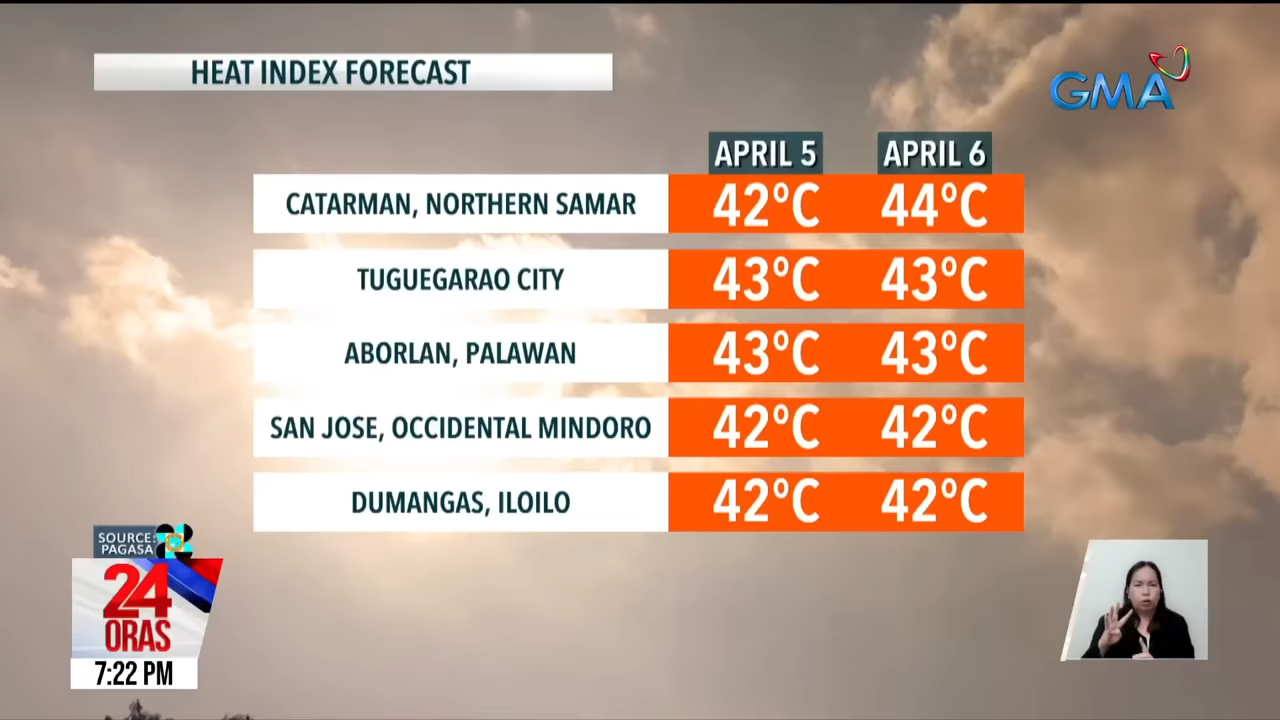 HEAT INDEX FORECAST
GMA
APRIL 5 APRIL 6
CATARMAN, NORTHERN SAMAR 42°C 44°C
TUGUEGARAO CITY 43°C 43°C
ABORLAN, PALAWAN 43°C 43°C
SAN JOSE, OCCIDENTAL MINDORO 42°C 42°C
DUMANGAS, ILOILO 42°C 42°C
SOURCE:
PAGASA
24
ORAS
7:22 PM